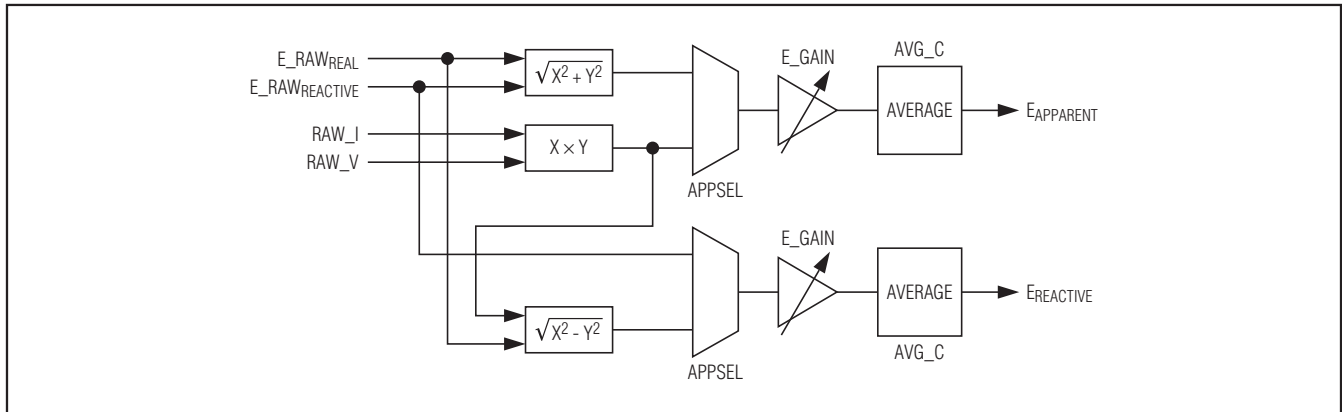 E_RAWREAL
E_RAWREACTIVE
RAW_I
RAW_V
√X² + Y²
X × Y
APPSEL
E_GAIN
AVG_C
AVERAGE
EAPPARENT
√X² - Y²
APPSEL
E_GAIN
AVERAGE
AVG_C
EREACTIVE